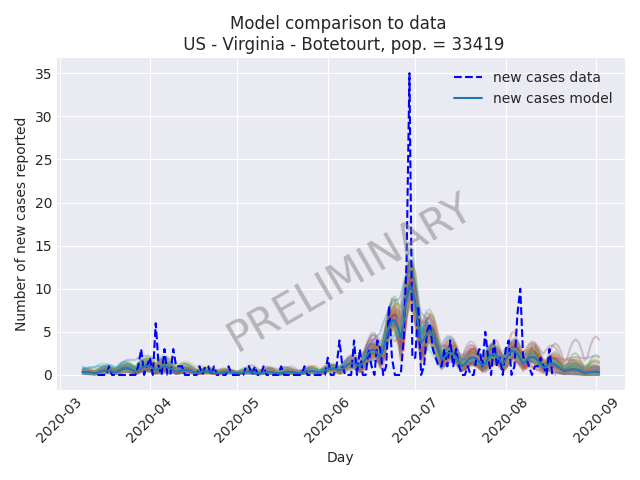 Model comparison to data
US - Virginia - Botetourt, pop. = 33419
new cases data
new cases model
Number of new cases reported
35
30
25
20
15
10
5
0
PRELIMINARY
2020-03
2020-04
2020-05
2020-06
2020-07
2020-08
2020-09
Day